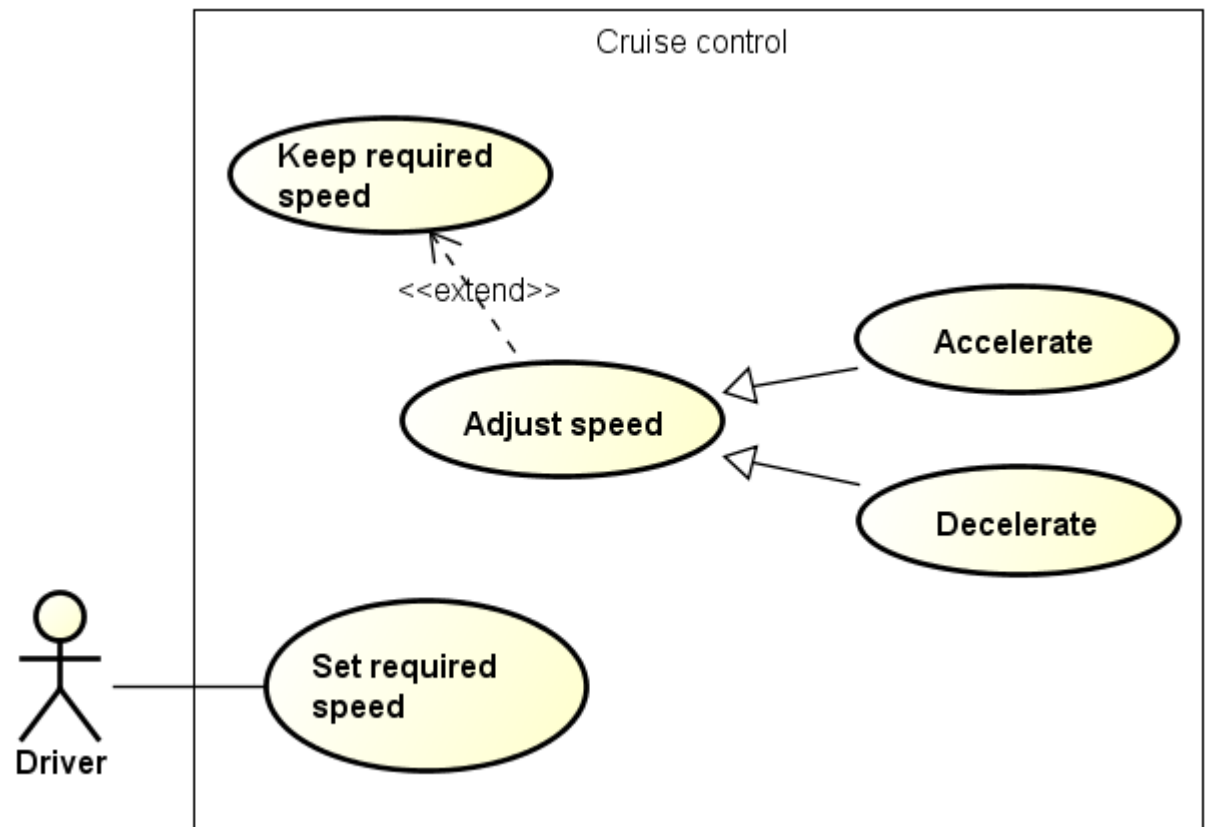 Cruise control
Keep required
speed
<<extend>>
Accelerate
Adjust speed
Decelerate
Set required
speed
Driver